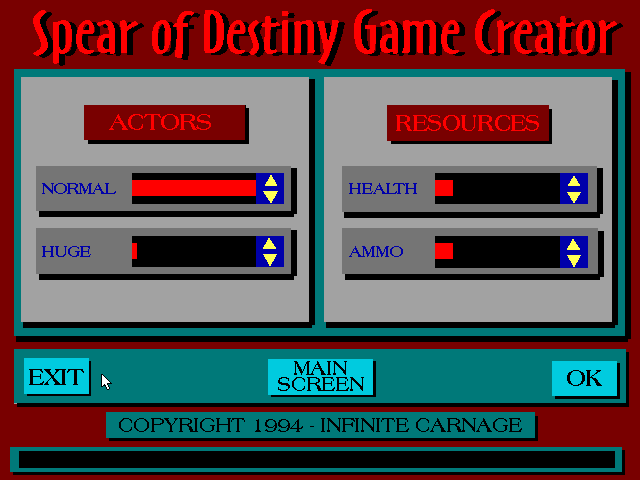 Spear of Destiny Game Creator
ACTORS
RESOURCES
NORMAL
HEALTH
HUGE
AMMO
EXIT
MAIN
SCREEN
OK
COPYRIGHT 1994 - INFINITE CARNAGE